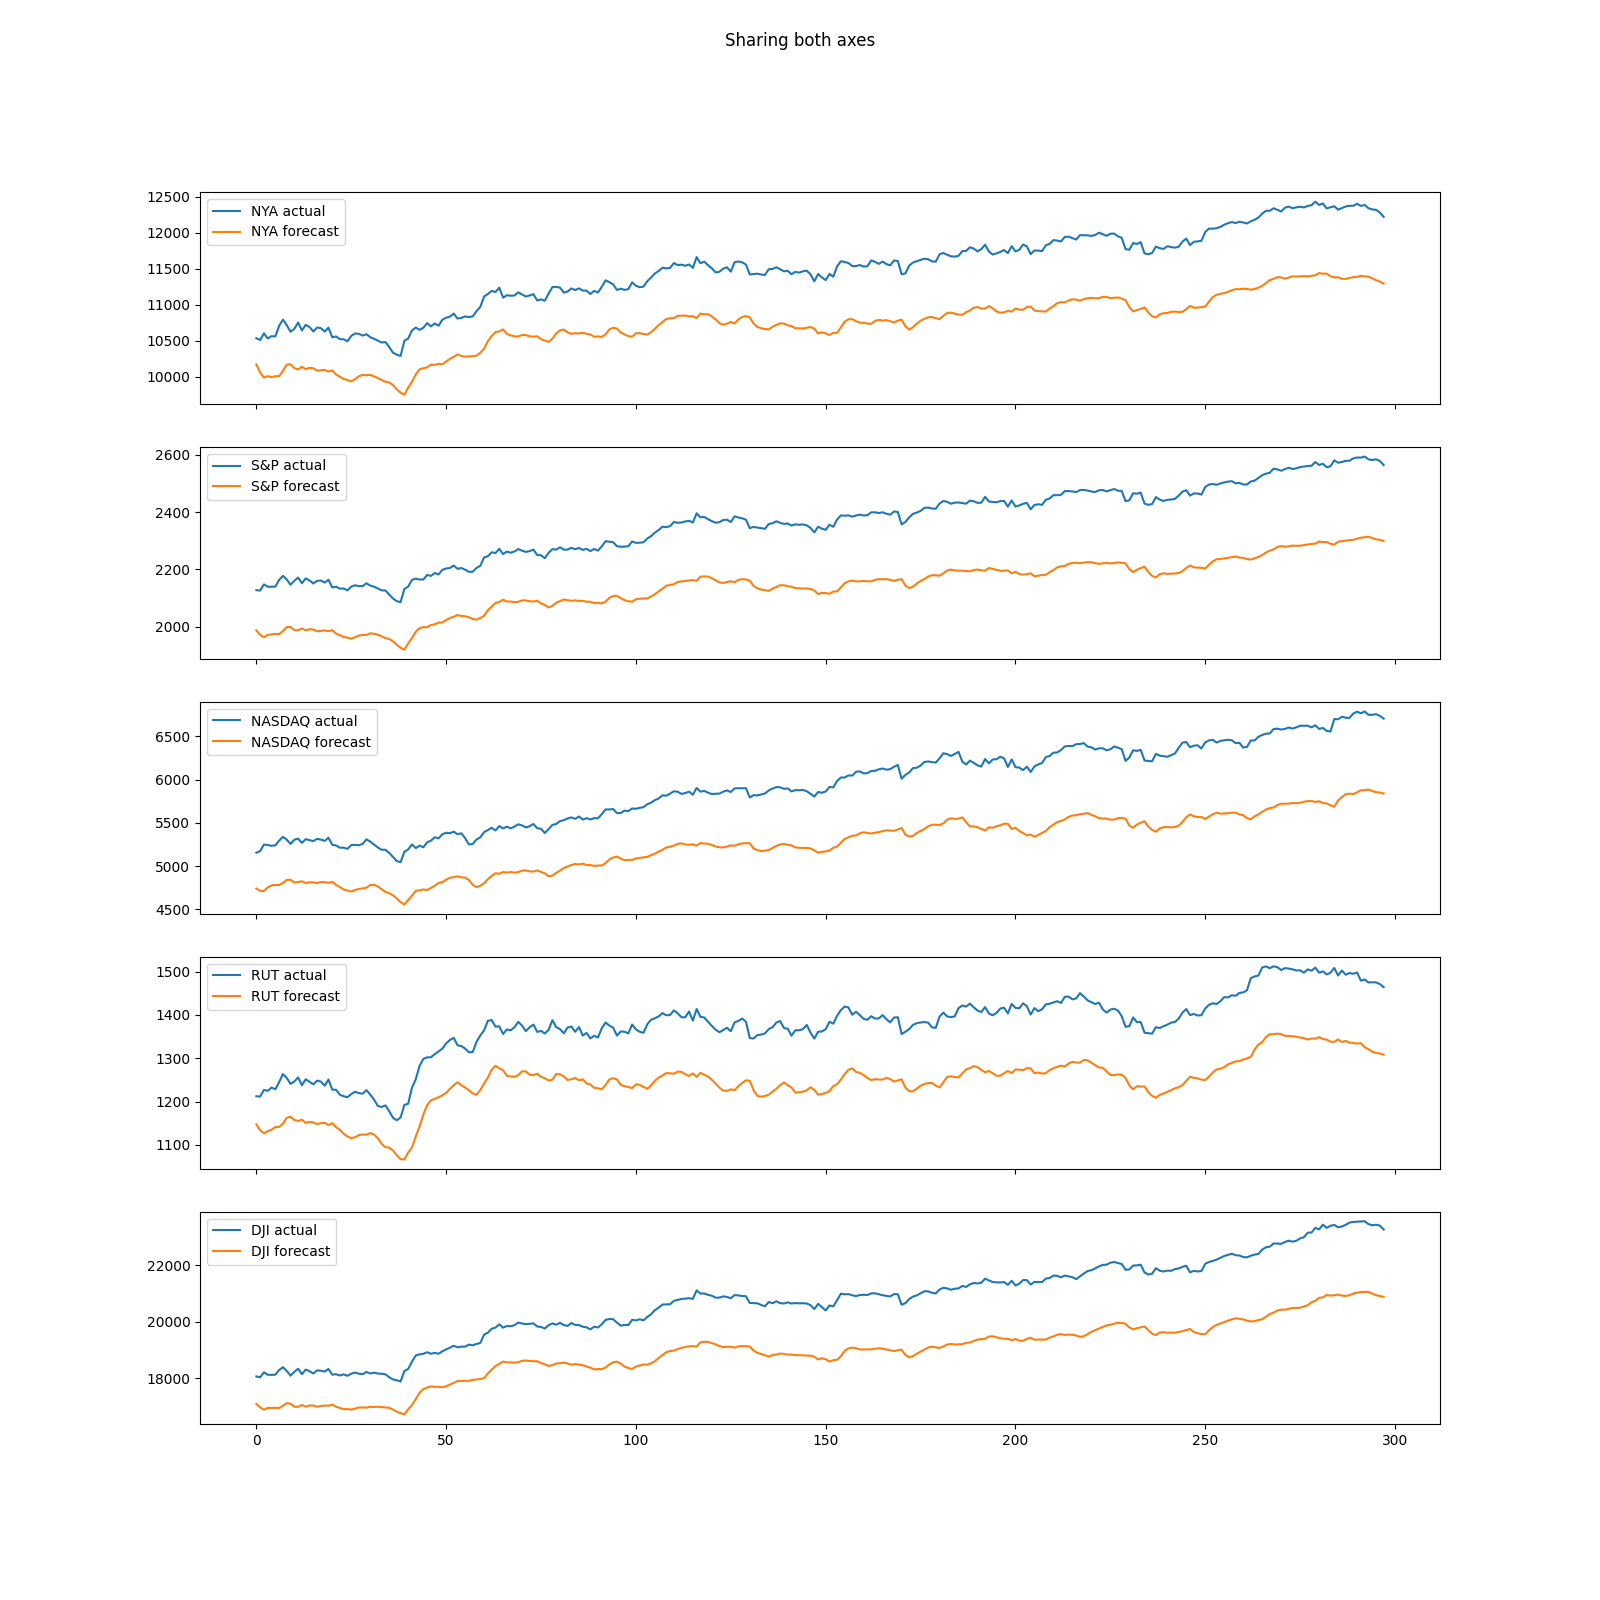 Sharing both axes
12500
12000
11500
11000
10500
10000
NYA actual
NYA forecast
2600
2400
2200
2000
S&P actual
S&P forecast
6500
6000
5500
5000
4500
NASDAQ actual
NASDAQ forecast
1500
1400
1300
1200
1100
RUT actual
RUT forecast
22000
20000
18000
DJI actual
DJI forecast
0 50 100 150 200 250 300